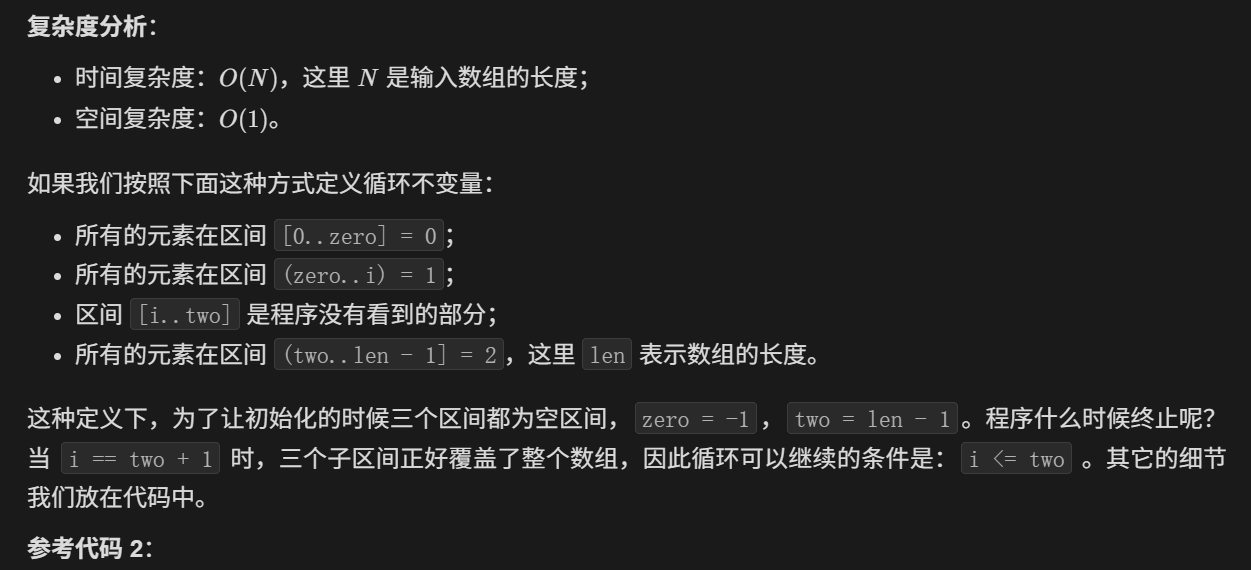 复杂度分析：
• 时间复杂度：O(N)，这里 N 是输入数组的长度；
• 空间复杂度：O(1)。
如果我们按照下面这种方式定义循环不变量：
• 所有的元素在区间 [0..zero] = 0；
• 所有的元素在区间 (zero..i) = 1；
• 区间 [i..two] 是程序没有看到的部分；
• 所有的元素在区间 (two..len - 1] = 2，这里 len 表示数组的长度。
这种定义下，为了让初始化的时候三个区间都为空区间，zero = -1，two = len - 1。程序什么时候终止呢？
当 i == two + 1 时，三个子区间正好覆盖了整个数组，因此循环可以继续的条件是：i <= two 。其它的细节
我们放在代码中。
参考代码 2：